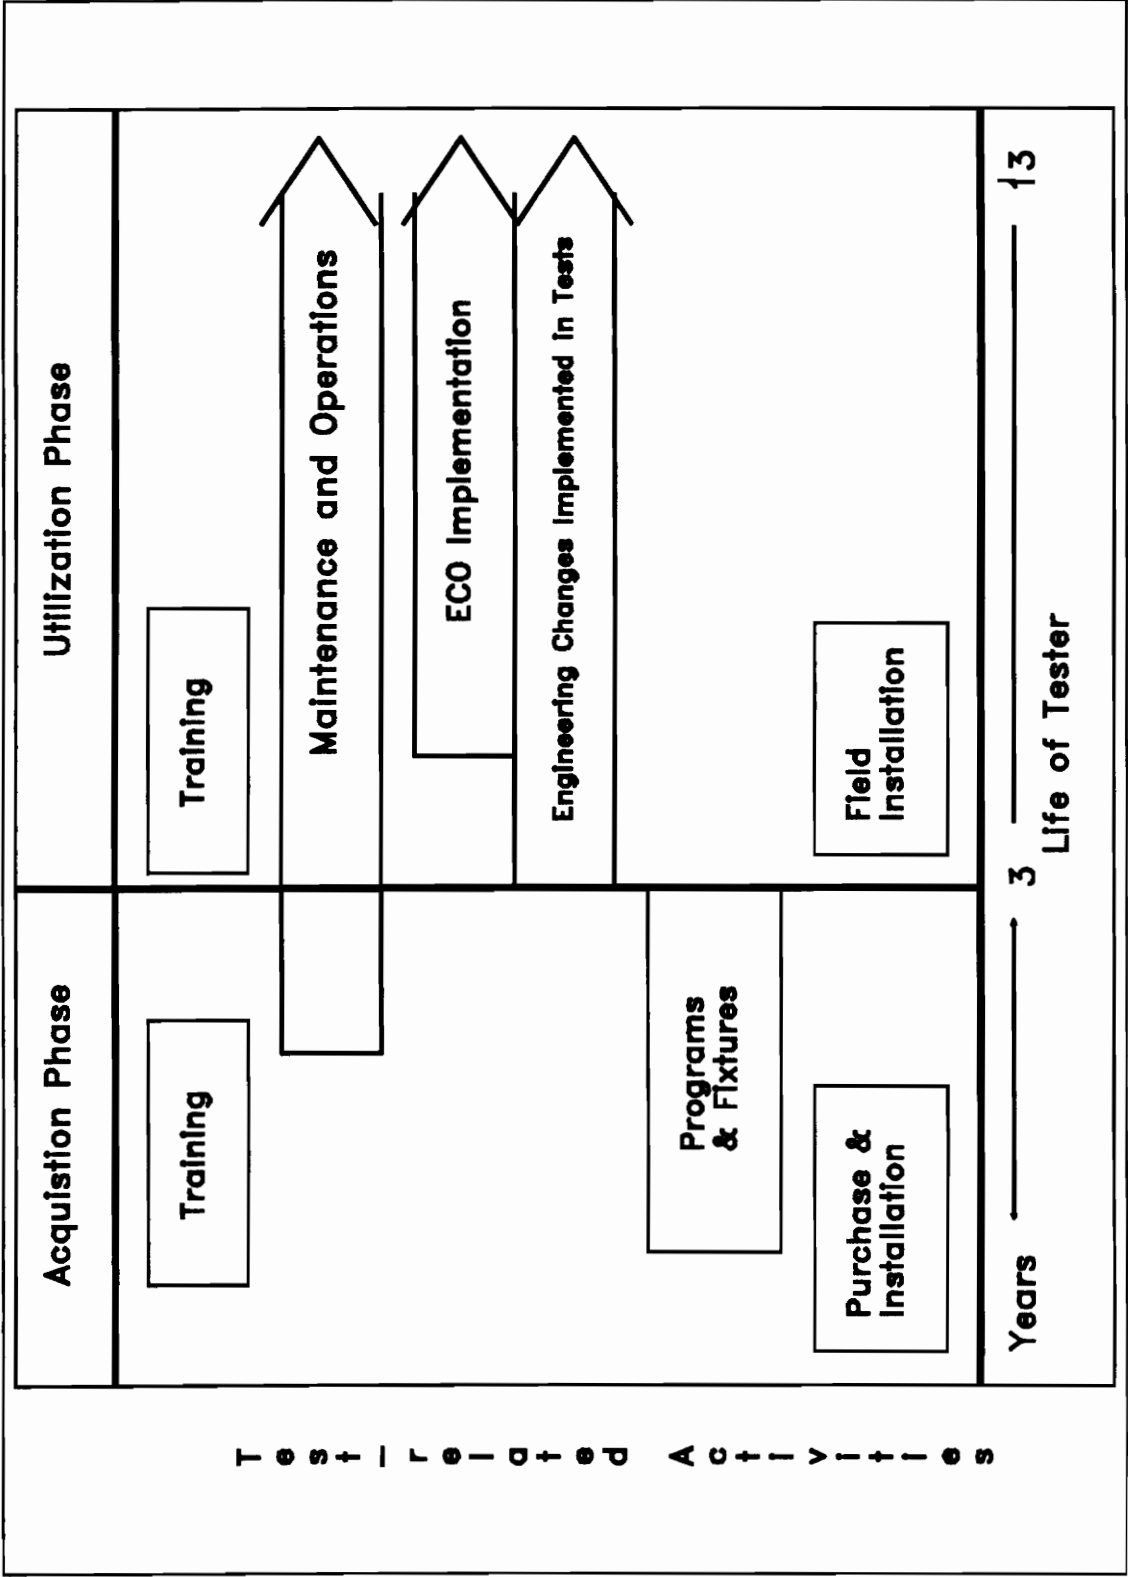 Acquistion Phase
Utilization Phase
Test-related Activities
Training
Training
Maintenance and Operations
ECO Implementation
Engineering Changes Implemented in Tests
Programs
& Fixtures
Purchase &
Installation
Field
Installation
Years
3
13
Life of Tester